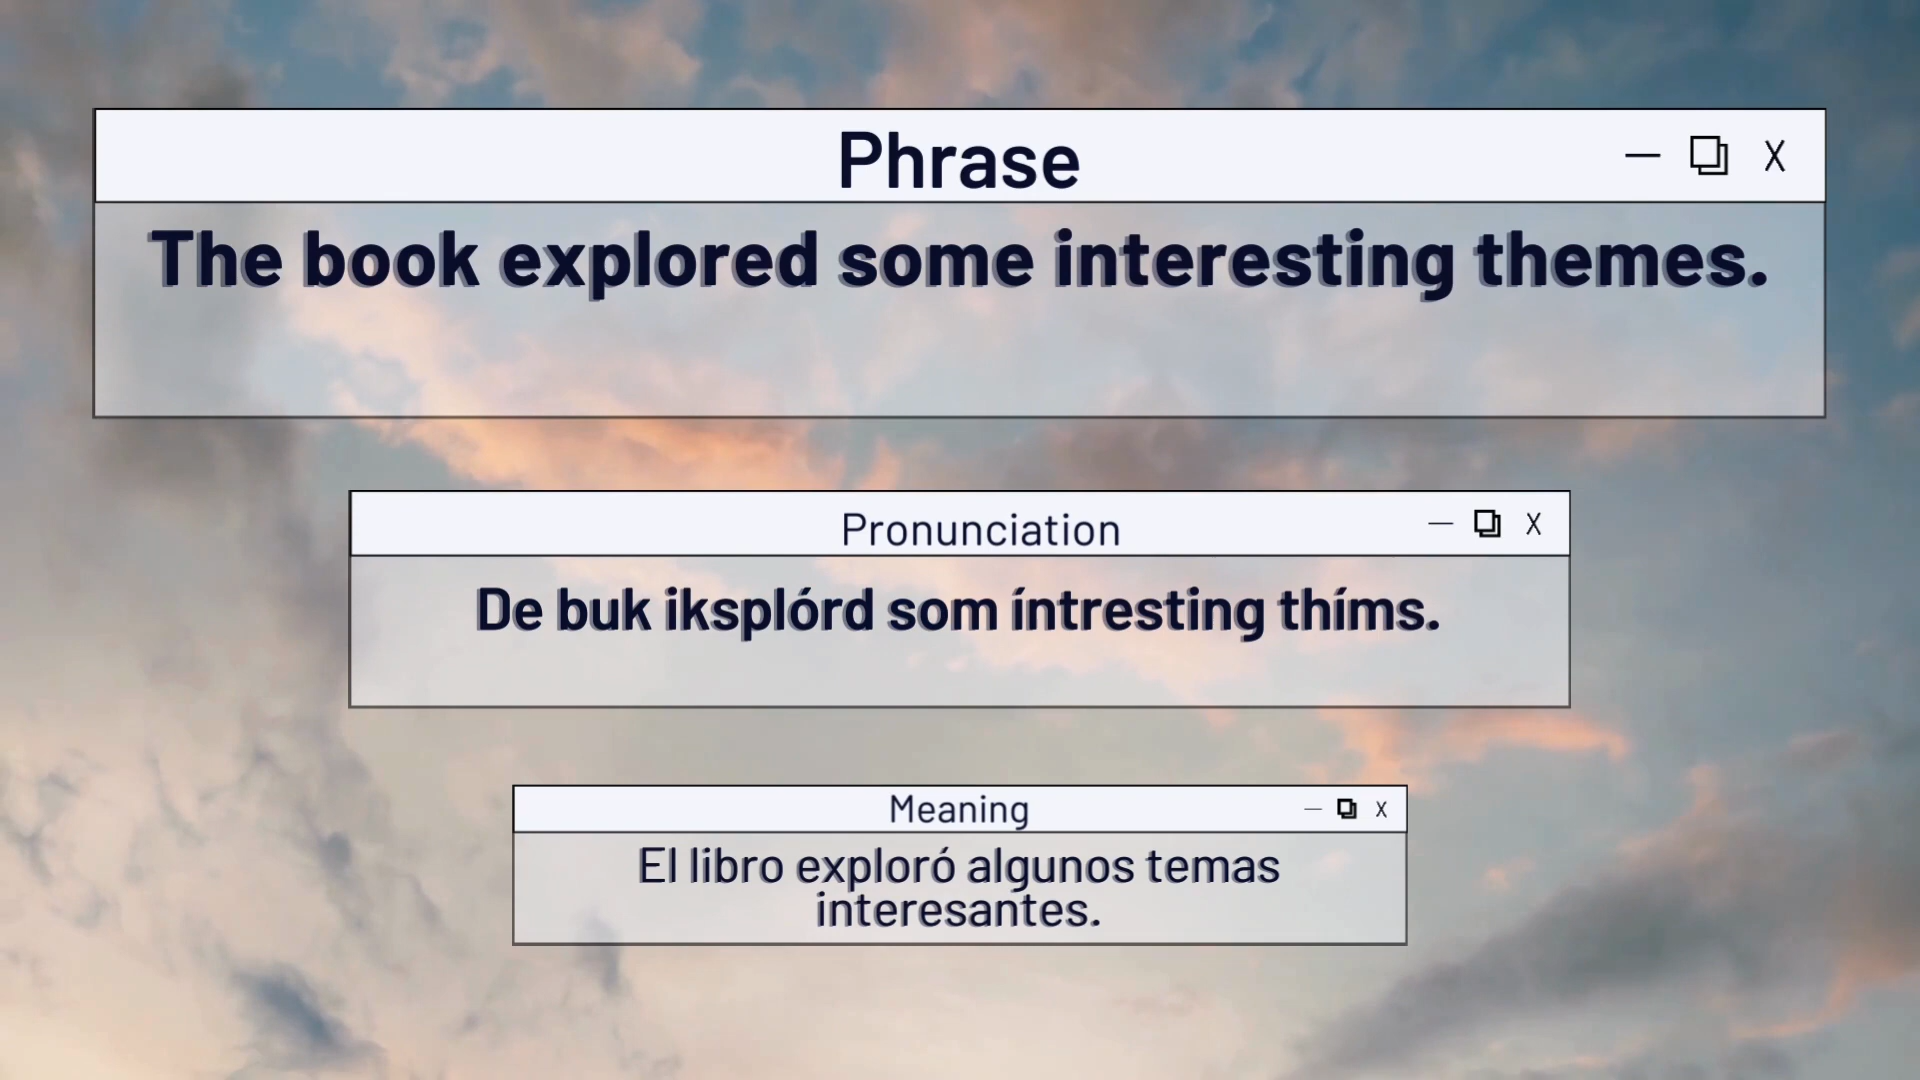 Phrase
The book explored some interesting themes.
Pronunciation
De buk iksplórd som íntresting thíms.
Meaning
El libro exploró algunos temas
interesantes.